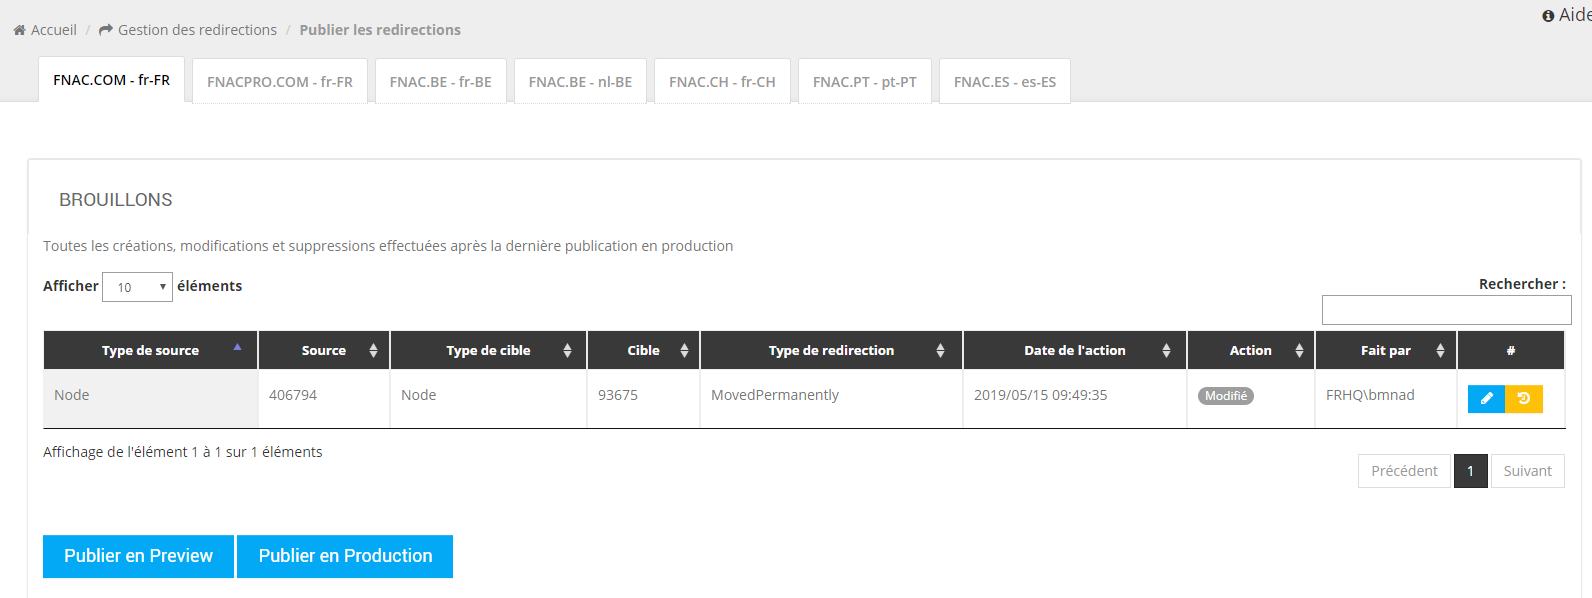 Aide
Accueil / Gestion des redirections / Publier les redirections
FNAC.COM - fr-FR FNACPRO.COM - fr-FR FNAC.BE - fr-BE FNAC.BE - nl-BE FNAC.CH - fr-CH FNAC.PT - pt-PT FNAC.ES - es-ES
BROUILLONS
Toutes les créations, modifications et suppressions effectuées après la dernière publication en production
Afficher 10 éléments
Rechercher :
Type de source Source Type de cible Cible Type de redirection Date de l'action Action Fait par #
Node 406794 Node 93675 MovedPermanently 2019/05/15 09:49:35 Modifié FRHQ\bmnad
Affichage de l'élément 1 à 1 sur 1 éléments
Précédent 1 Suivant
Publier en Preview Publier en Production